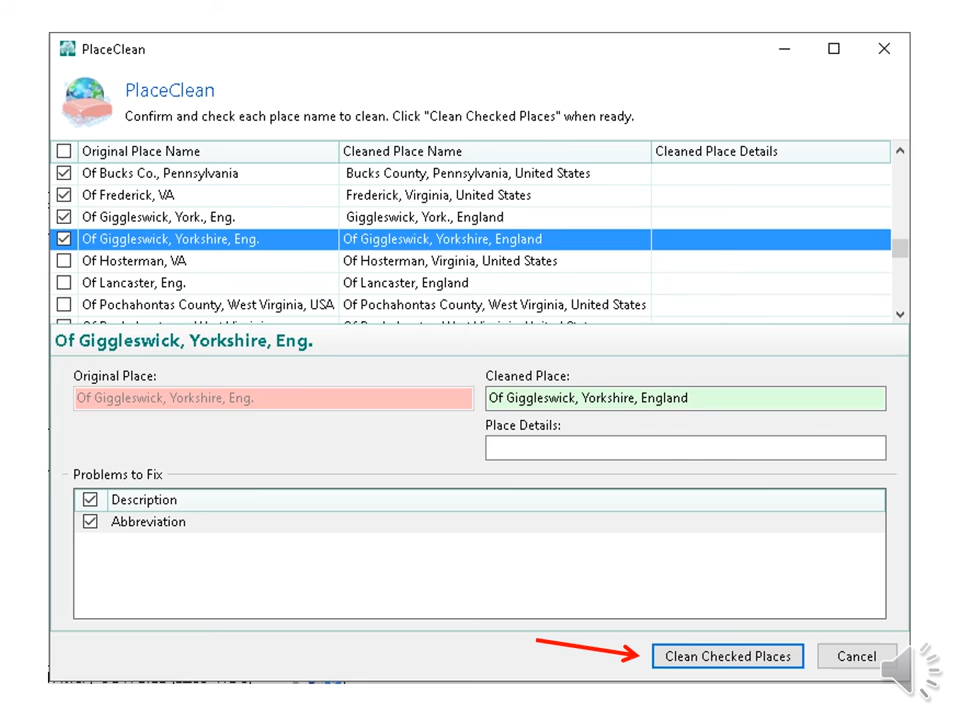 PlaceClean
PlaceClean
Confirm and check each place name to clean. Click "Clean Checked Places" when ready.
Original Place Name Cleaned Place Name Cleaned Place Details
Of Bucks Co., Pennsylvania Bucks County, Pennsylvania, United States
Of Frederick, VA Frederick, Virginia, United States
Of Giggleswick, York., Eng. Giggleswick, York., England
Of Giggleswick, Yorkshire, Eng. Of Giggleswick, Yorkshire, England
Of Hosterman, VA Of Hosterman, Virginia, United States
Of Lancaster, Eng. Of Lancaster, England
Of Pochahontas County, West Virginia, USA Of Pochahontas County, West Virginia, United States
Of Giggleswick, Yorkshire, Eng.
Original Place: Cleaned Place:
Of Giggleswick, Yorkshire, Eng. Of Giggleswick, Yorkshire, England
Place Details:
Problems to Fix
Description
Abbreviation
Clean Checked Places Cancel